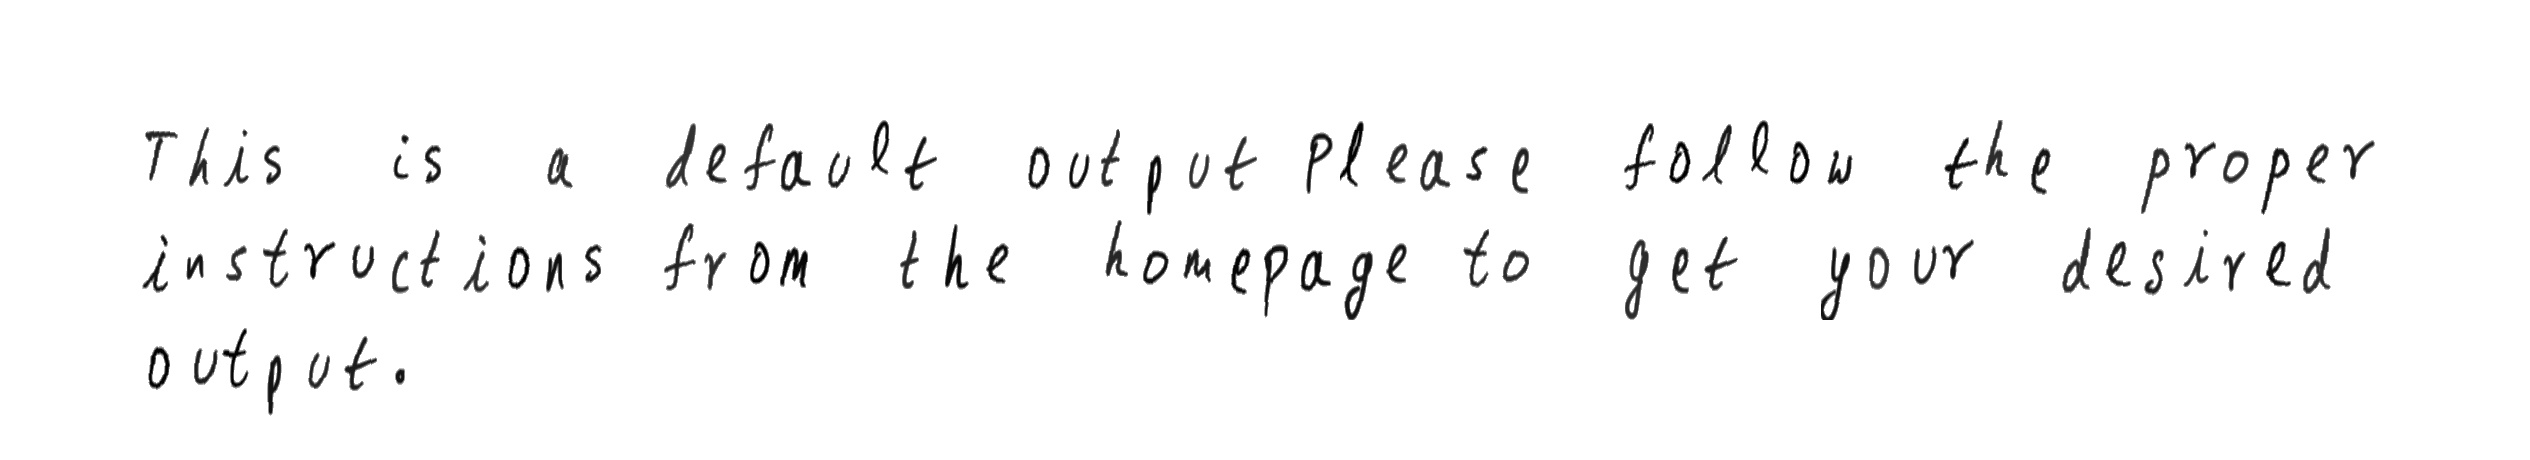 This is a default output Please follow the proper
instructions from the homepage to get your desired
output.